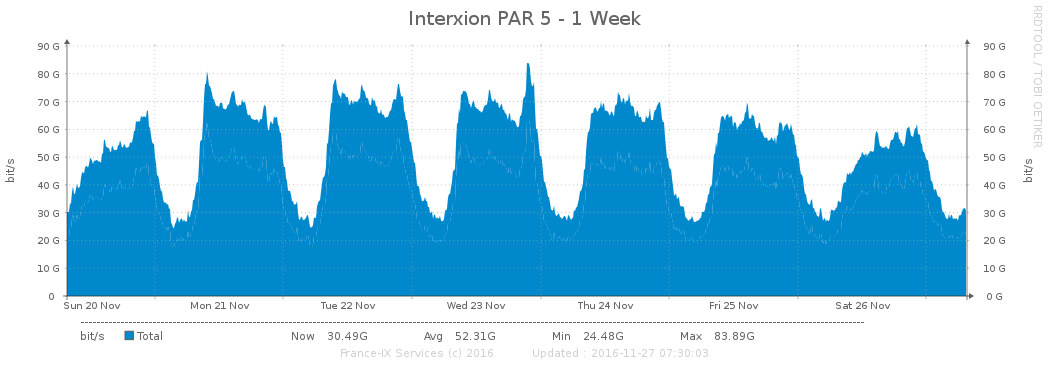 Interxion PAR 5 - 1 Week
RRDTOOL / TOBI OETIKER
90 G 90 G
80 G 80 G
70 G 70 G
60 G 60 G
50 G 50 G
40 G 40 G
30 G 30 G
20 G 20 G
10 G 10 G
0 0 G
bit/s bit/s
Sun 20 Nov Mon 21 Nov Tue 22 Nov Wed 23 Nov Thu 24 Nov Fri 25 Nov Sat 26 Nov
bit/s Total Now 30.49G Avg 52.31G Min 24.48G Max 83.89G
France-IX Services (c) 2016 Updated : 2016-11-27 07:30:03